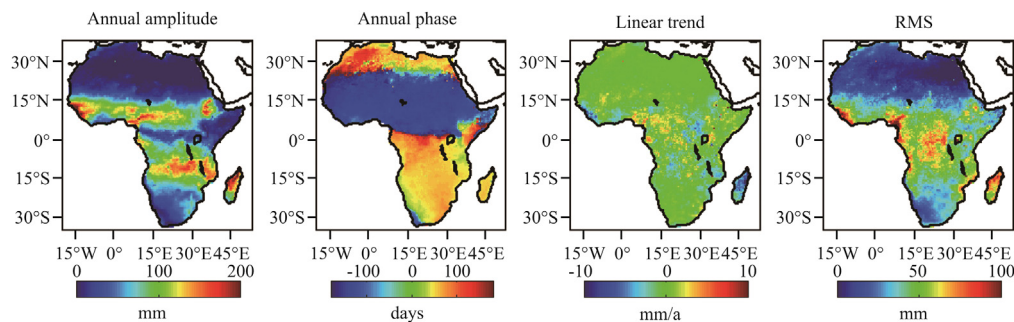 Annual amplitude
Annual phase
Linear trend
RMS
30°N
15°N
0°
15°S
30°S
15°W 0° 15°E 30°E 45°E
0 100 200
mm
30°N
15°N
0°
15°S
30°S
15°W 0° 15°E 30°E 45°E
-100 0 100
days
30°N
15°N
0°
15°S
30°S
15°W 0° 15°E 30°E 45°E
-10 0 10
mm/a
30°N
15°N
0°
15°S
30°S
15°W 0° 15°E 30°E 45°E
0 50 100
mm